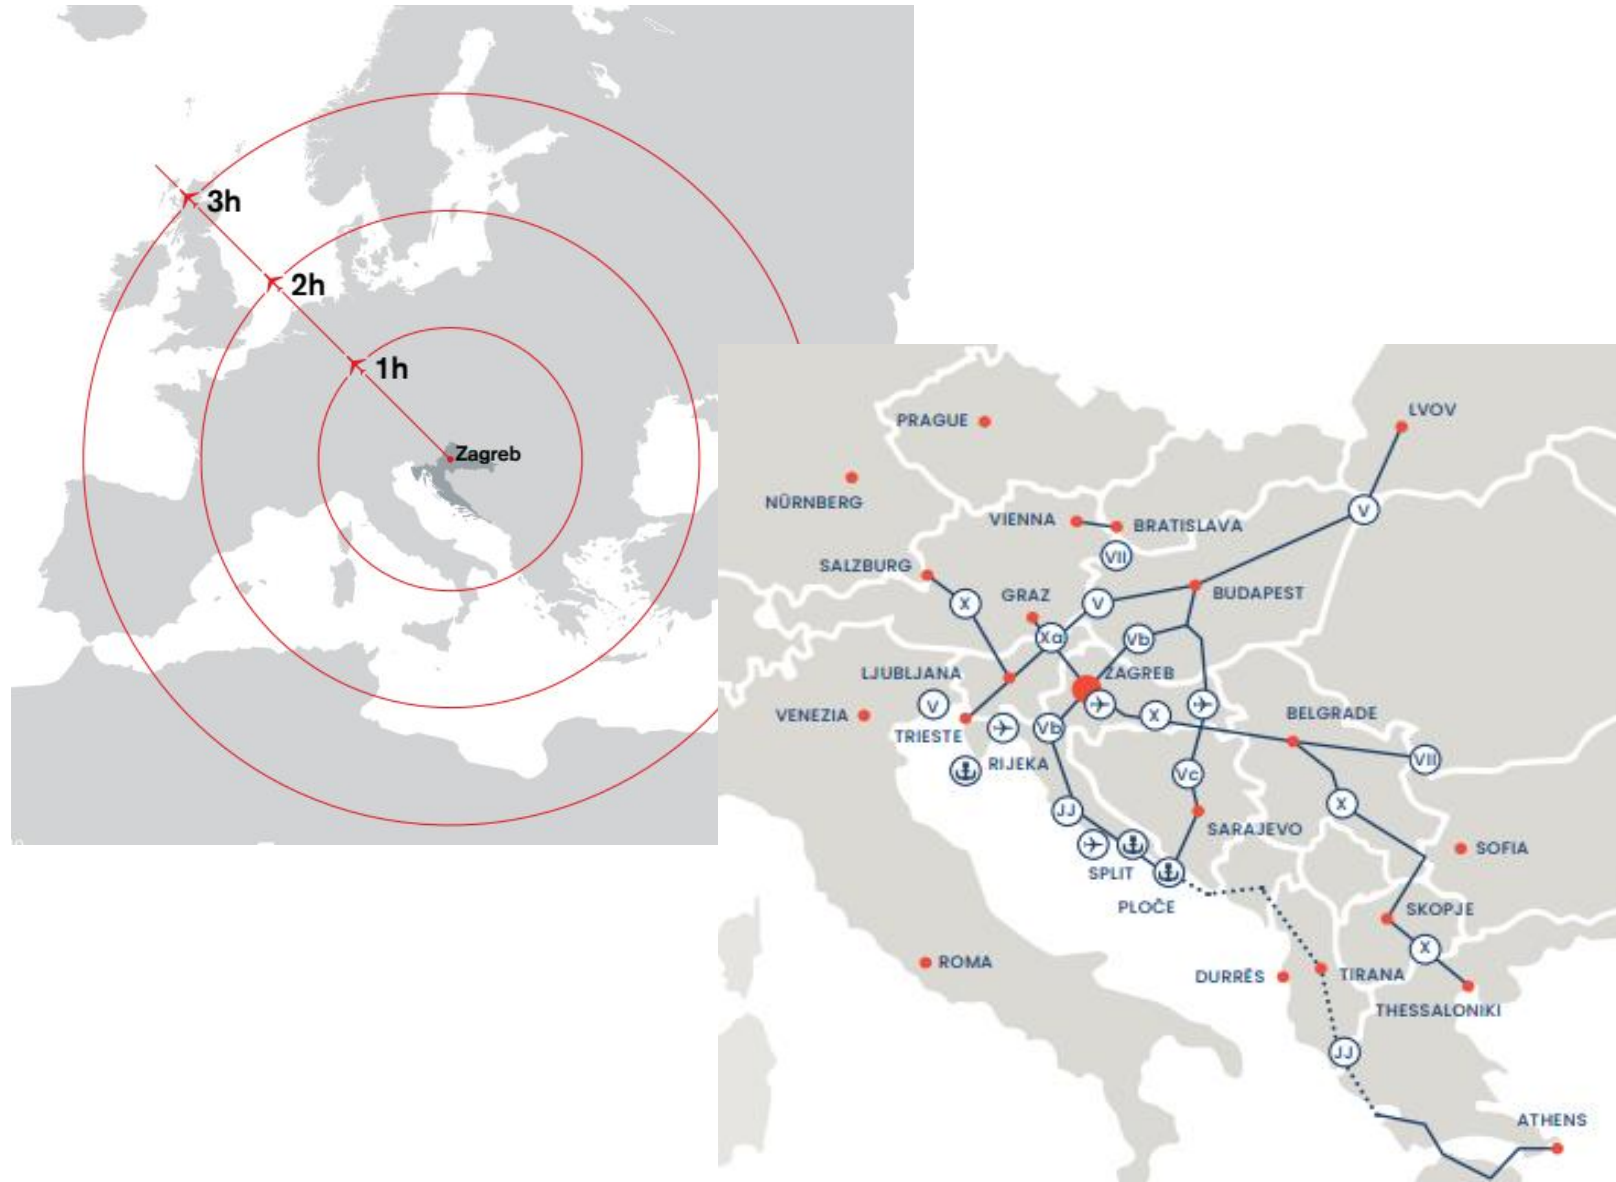 3h
2h
1h
Zagreb
LVOV
PRAGUE
NÜRNBERG
V
VIENNA
BRATISLAVA
VII
SALZBURG
BUDAPEST
GRAZ
X
V
Xa
Vb
LJUBLJANA
ZAGREB
V
VENEZIA
X
BELGRADE
TRIESTE
Vb
VII
RIJEKA
Vc
X
JJ
SARAJEVO
SOFIA
SPLIT
PLOČE
SKOPJE
X
ROMA
DURRËS
TIRANA
THESSALONIKI
JJ
ATHENS